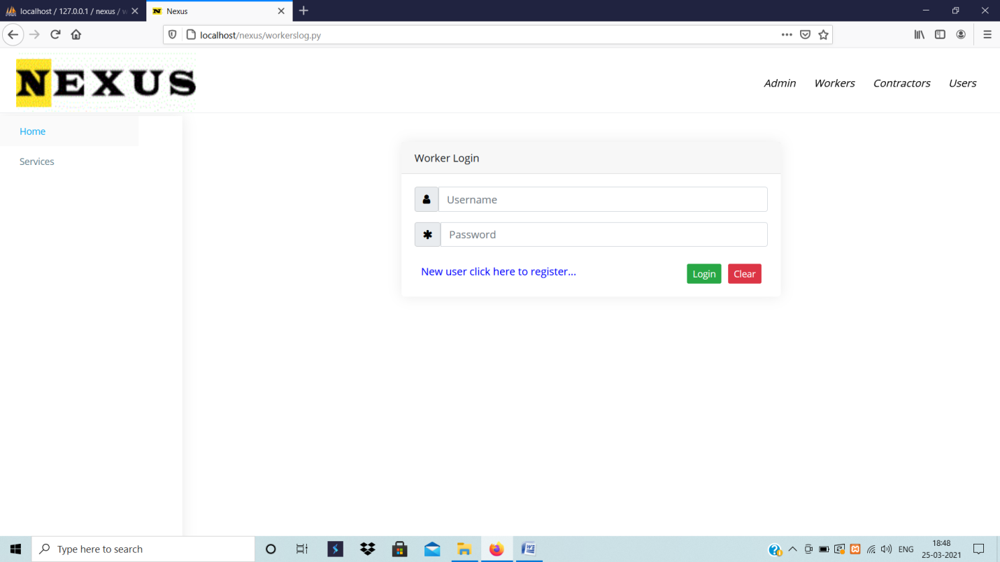 localhost / 127.0.0.1 / nexus / w
Nexus
localhost/nexus/workerslog.py
NEXUS
Admin Workers Contractors Users
Home
Services
Worker Login
Username
Password
New user click here to register...
Login Clear
Type here to search
ENG
18:48
25-03-2021